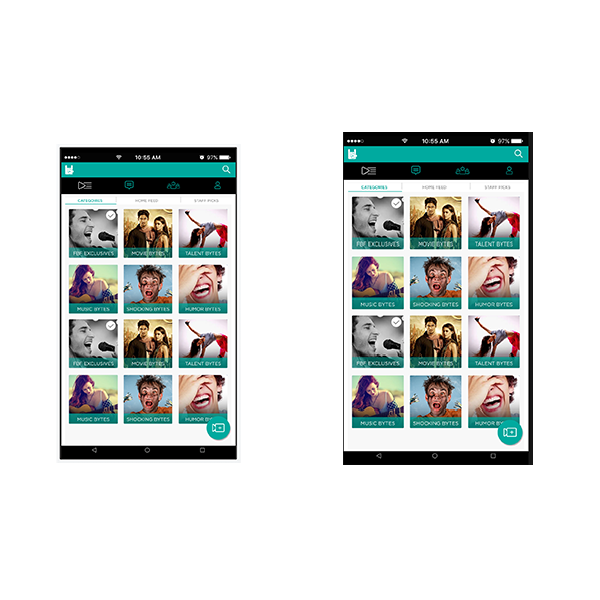 10:55 AM 97%
CATEGORIES HOME FEED STAFF PICKS
FBF EXCLUSIVES MOVIE BYTES TALENT BYTES
MUSIC BYTES SHOCKING BYTES HUMOR BYTES
FBF EXCLUSIVES MOVIE BYTES TALENT BYTES
MUSIC BYTES SHOCKING BYTES HUMOR BYTES
10:55 AM 97%
CATEGORIES HOME FEED STAFF PICKS
FBF EXCLUSIVES MOVIE BYTES TALENT BYTES
MUSIC BYTES SHOCKING BYTES HUMOR BYTES
FBF EXCLUSIVES MOVIE BYTES TALENT BYTES
MUSIC BYTES SHOCKING BYTES HUMOR BY